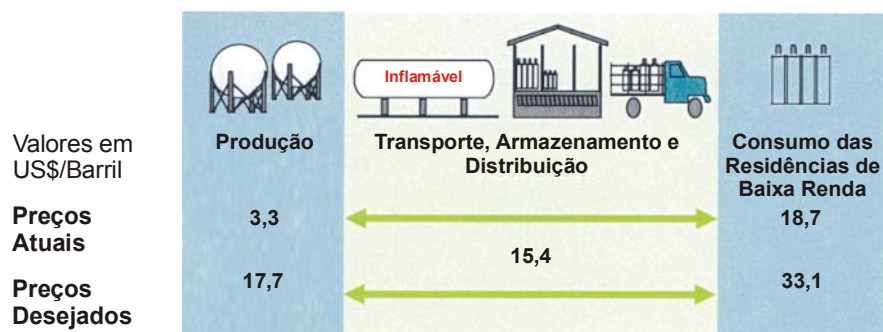 Inflamável
Valores em
US$/Barril
Produção
Transporte, Armazenamento e
Distribuição
Consumo das
Residências de
Baixa Renda
Preços
Atuais
3,3
18,7
15,4
Preços
Desejados
17,7
33,1